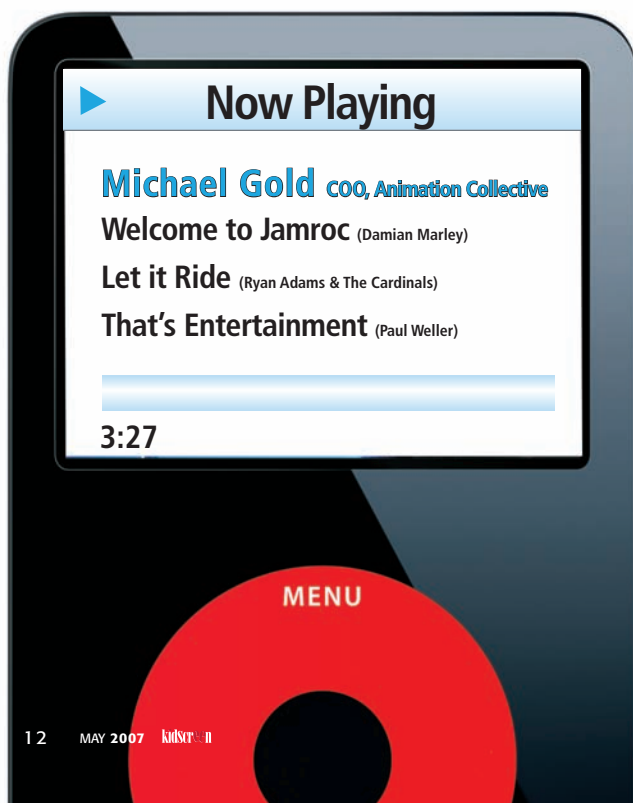 Now Playing
Michael Gold COO, Animation Collective
Welcome to Jamroc (Damian Marley)
Let it Ride (Ryan Adams & The Cardinals)
That's Entertainment (Paul Weller)
3:27
MENU
12 MAY 2007 kidscreen